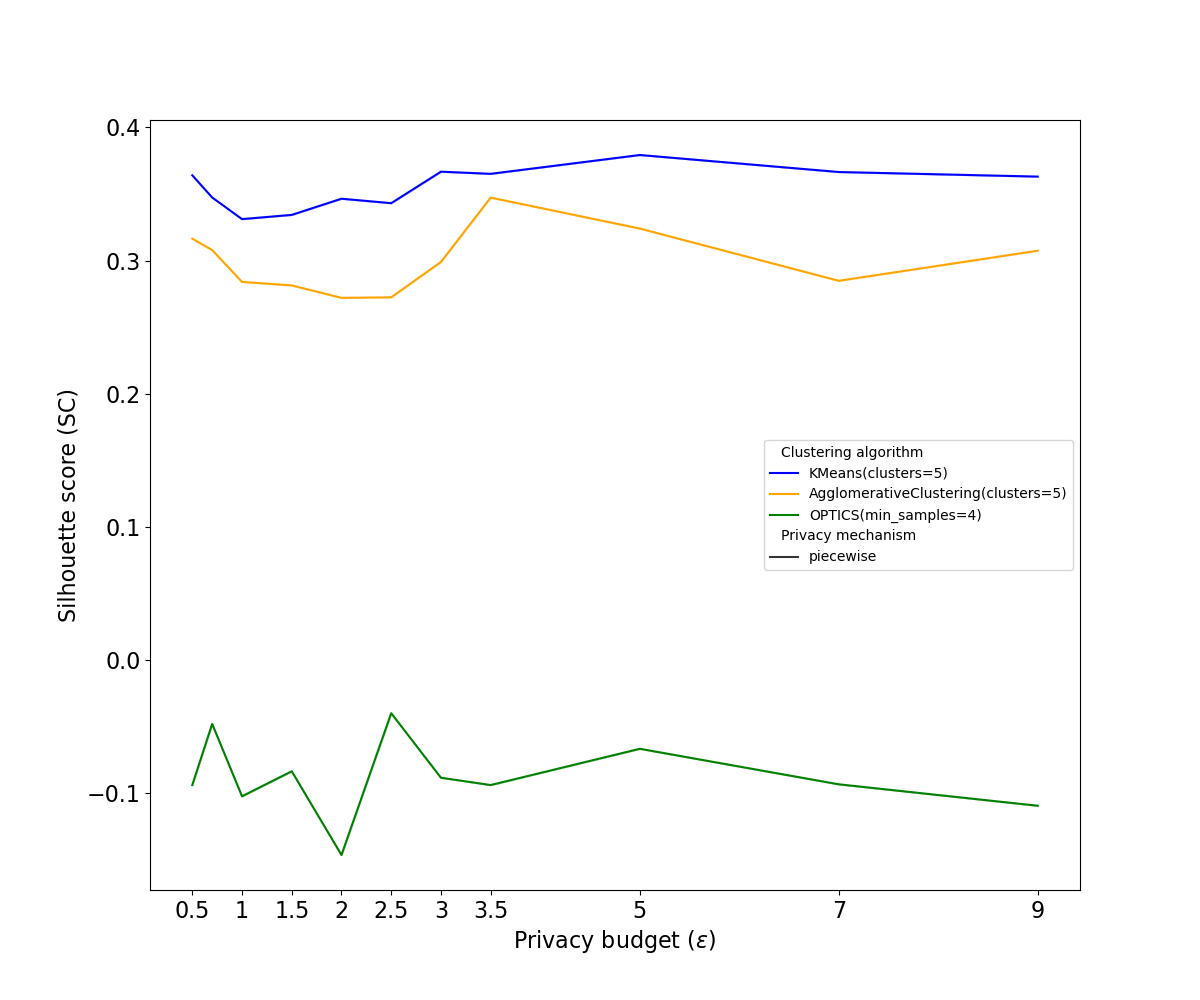 0.4
0.3
0.2
0.1
0.0
−0.1
Silhouette score (SC)
Clustering algorithm
KMeans(clusters=5)
AgglomerativeClustering(clusters=5)
OPTICS(min_samples=4)
Privacy mechanism
piecewise
0.5 1 1.5 2 2.5 3 3.5 5 7 9
Privacy budget (ε)